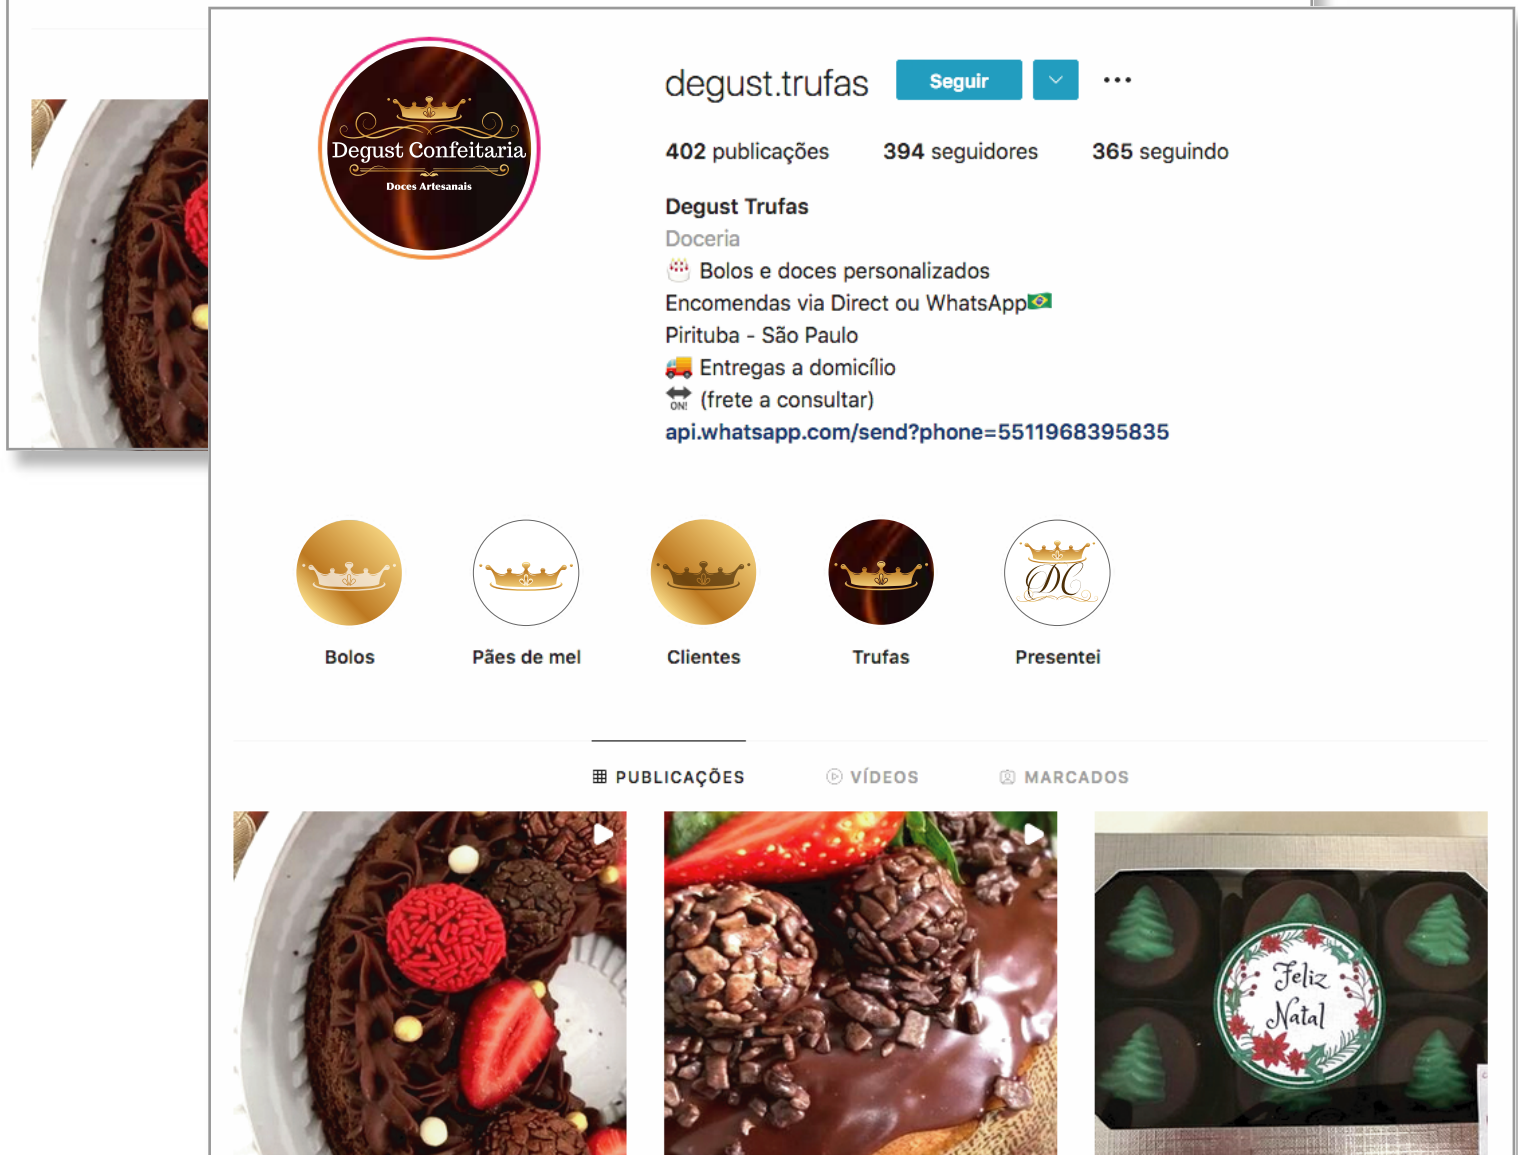 degust.trufas
Seguir
402 publicações 394 seguidores 365 seguindo
Degust Confeitaria
Doces Artesanais
Degust Trufas
Doceria
Bolos e doces personalizados
Encomendas via Direct ou WhatsApp
Pirituba - São Paulo
Entregas a domicílio
ON! (frete a consultar)
api.whatsapp.com/send?phone=5511968395835
DC
Bolos Pães de mel Clientes Trufas Presentei
PUBLICAÇÕES VÍDEOS MARCADOS
Feliz
Natal